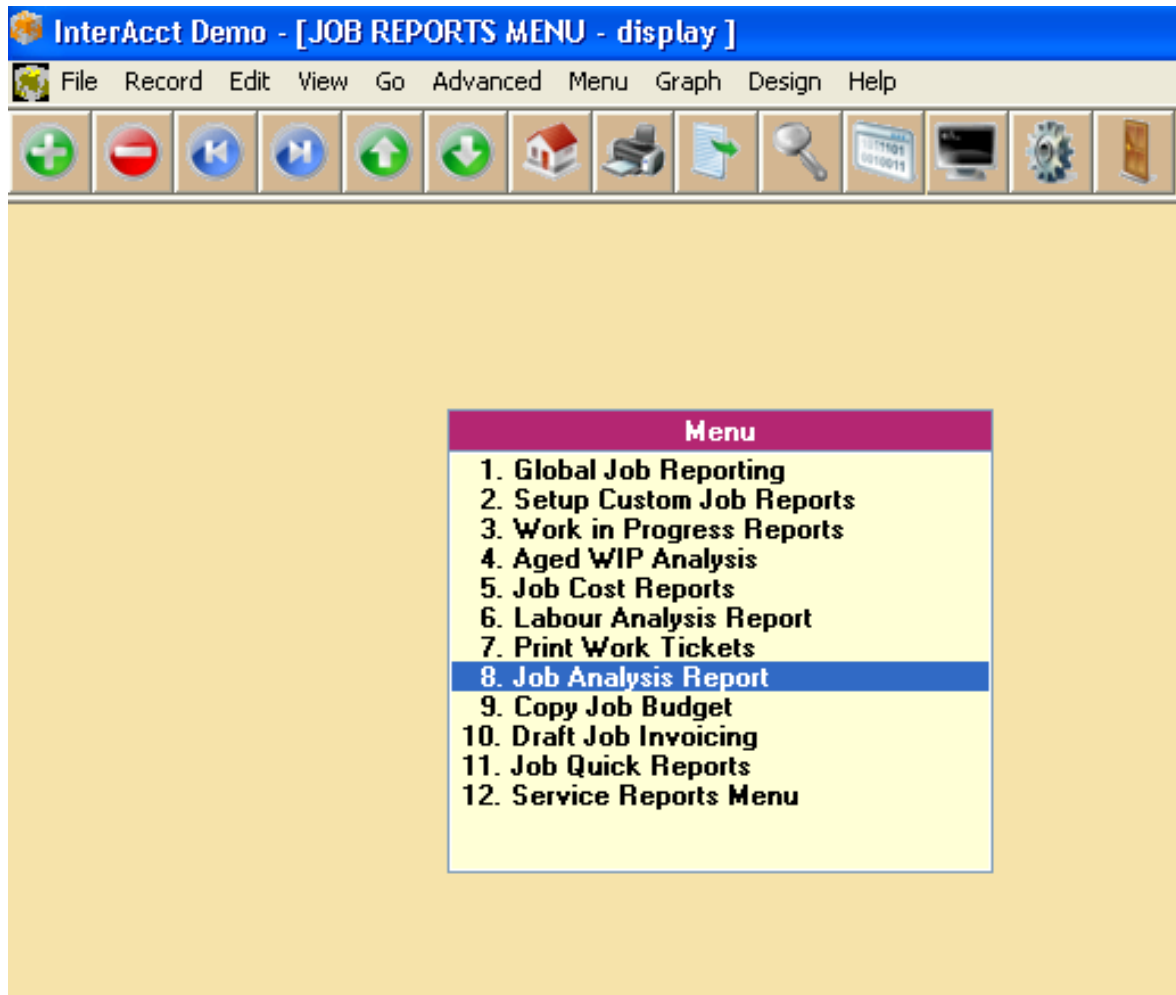 InterAcct Demo - [JOB REPORTS MENU - display ]
File Record Edit View Go Advanced Menu Graph Design Help
Menu
1. Global Job Reporting
2. Setup Custom Job Reports
3. Work in Progress Reports
4. Aged WIP Analysis
5. Job Cost Reports
6. Labour Analysis Report
7. Print Work Tickets
8. Job Analysis Report
9. Copy Job Budget
10. Draft Job Invoicing
11. Job Quick Reports
12. Service Reports Menu